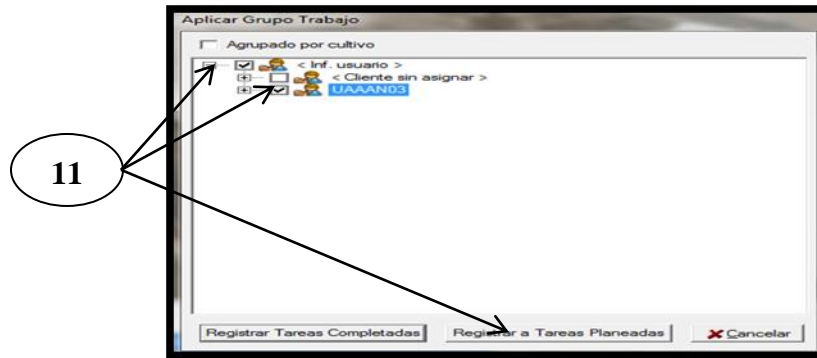 Aplicar Grupo Trabajo
Agrupado por cultivo
< Inf. usuario >
< Cliente sin asignar >
UAAAN03
11
Registrar Tareas Completadas
Registrar a Tareas Planeadas
Cancelar